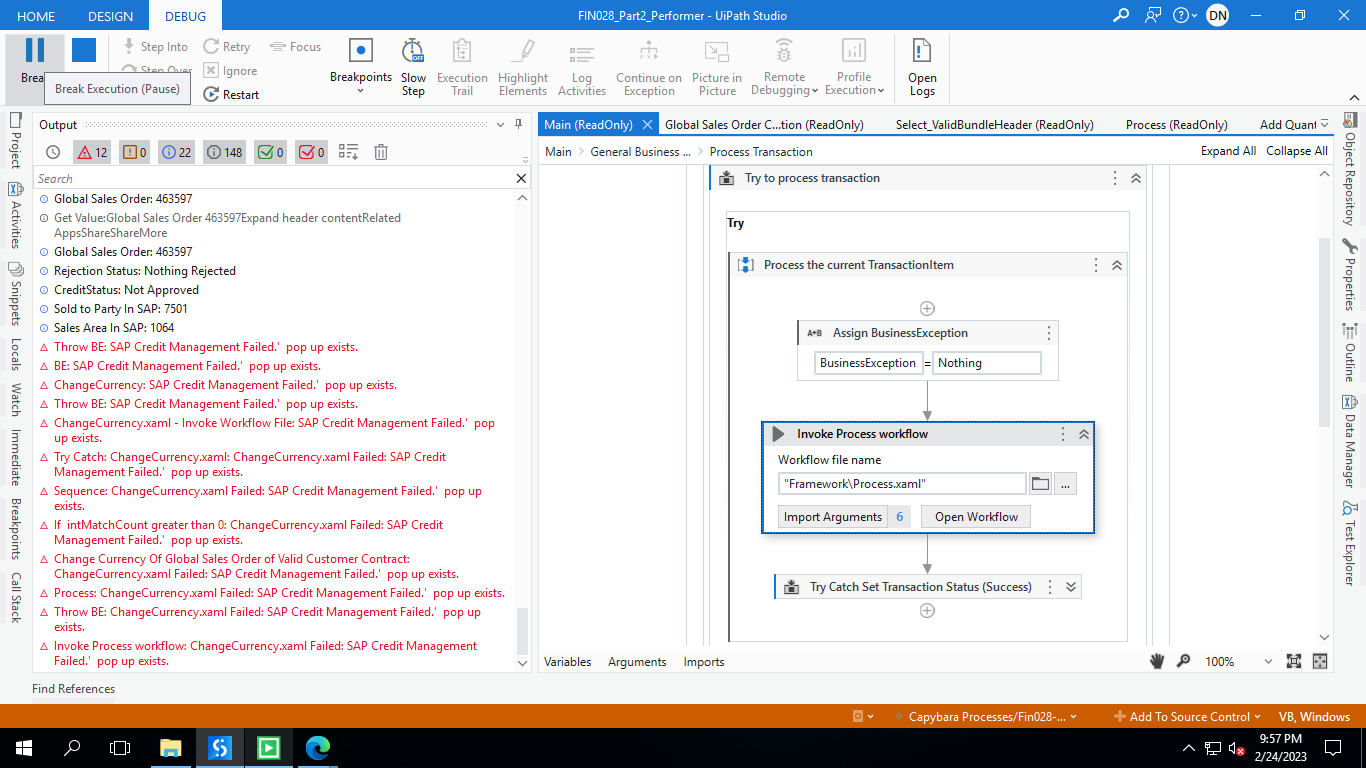 HOME DESIGN DEBUG FIN028_Part2_Performer - UiPath Studio DN
Step Into Retry Focus
Step Over Ignore
Restart
Break
Break Execution (Pause)
Breakpoints
Slow
Step
Execution
Trail
Highlight
Elements
Log
Activities
Continue on
Exception
Picture in
Picture
Remote
Debugging
Profile
Execution
Open
Logs
Output
12 0 22 148 0 0
Search
Global Sales Order: 463597
Get Value:Global Sales Order 463597Expand header contentRelated
AppsShareShareMore
Global Sales Order: 463597
Rejection Status: Nothing Rejected
CreditStatus: Not Approved
Sold to Party In SAP: 7501
Sales Area In SAP: 1064
Throw BE: SAP Credit Management Failed.' pop up exists.
BE: SAP Credit Management Failed.' pop up exists.
ChangeCurrency: SAP Credit Management Failed.' pop up exists.
Throw BE: SAP Credit Management Failed.' pop up exists.
ChangeCurrency.xaml - Invoke Workflow File: SAP Credit Management Failed.' pop
up exists.
Try Catch: ChangeCurrency.xaml: ChangeCurrency.xaml Failed: SAP Credit
Management Failed.' pop up exists.
Sequence: ChangeCurrency.xaml Failed: SAP Credit Management Failed.' pop up
exists.
If intMatchCount greater than 0: ChangeCurrency.xaml Failed: SAP Credit
Management Failed.' pop up exists.
Change Currency Of Global Sales Order of Valid Customer Contract:
ChangeCurrency.xaml Failed: SAP Credit Management Failed.' pop up exists.
Process: ChangeCurrency.xaml Failed: SAP Credit Management Failed.' pop up exists.
Throw BE: ChangeCurrency.xaml Failed: SAP Credit Management Failed.' pop up
exists.
Invoke Process workflow: ChangeCurrency.xaml Failed: SAP Credit Management
Failed.' pop up exists.
Find References
Project
Activities
Snippets
Locals
Watch
Immediate
Breakpoints
Call Stack
Main (ReadOnly) Global Sales Order C...tion (ReadOnly) Select_ValidBundleHeader (ReadOnly) Process (ReadOnly) Add Quant
Main General Business ... Process Transaction Expand All Collapse All
Try to process transaction
Try
Process the current TransactionItem
A+B Assign BusinessException
BusinessException = Nothing
Invoke Process workflow
Workflow file name
"Framework\Process.xaml" ...
Import Arguments 6 Open Workflow
Try Catch Set Transaction Status (Success)
Variables Arguments Imports 100%
Object Repository
Properties
Outline
Data Manager
Test Explorer
Capybara Processes/Fin028-... Add To Source Control VB, Windows
9:57 PM
2/24/2023